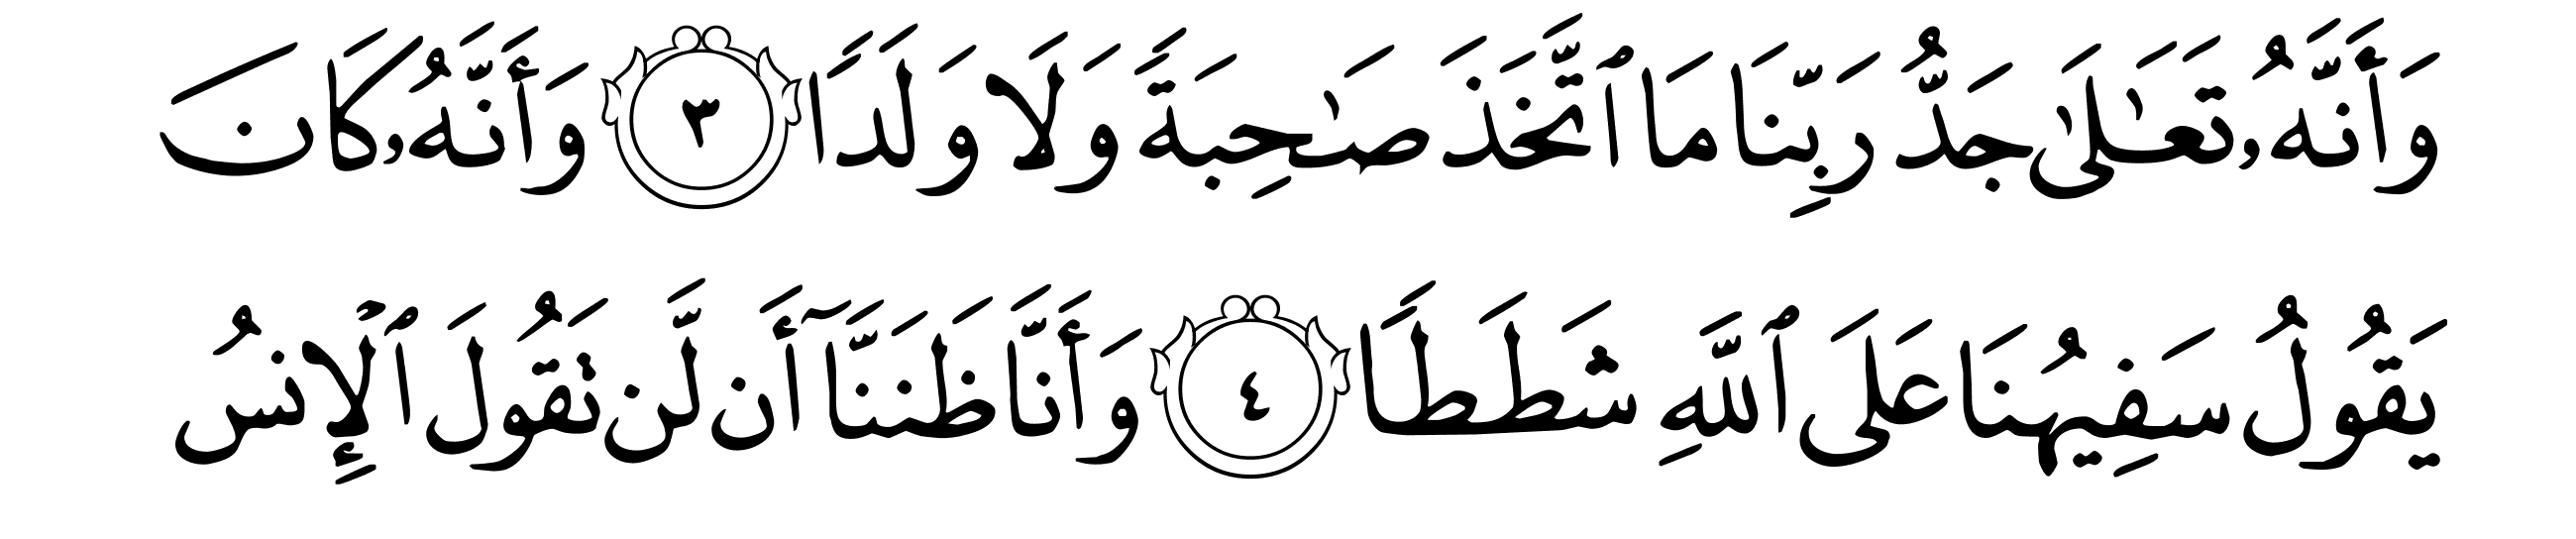 وَأَنَّهُۥ تَعَٰلَىٰ جَدُّ رَبِّنَا مَا ٱتَّخَذَ صَٰحِبَةً وَلَا وَلَدًا ٣ وَأَنَّهُۥ كَانَ
يَقُولُ سَفِيهُنَا عَلَى ٱللَّهِ شَطَطًا ٤ وَأَنَّا ظَنَنَّآ أَن لَّن تَقُولَ ٱلْإِنسُ